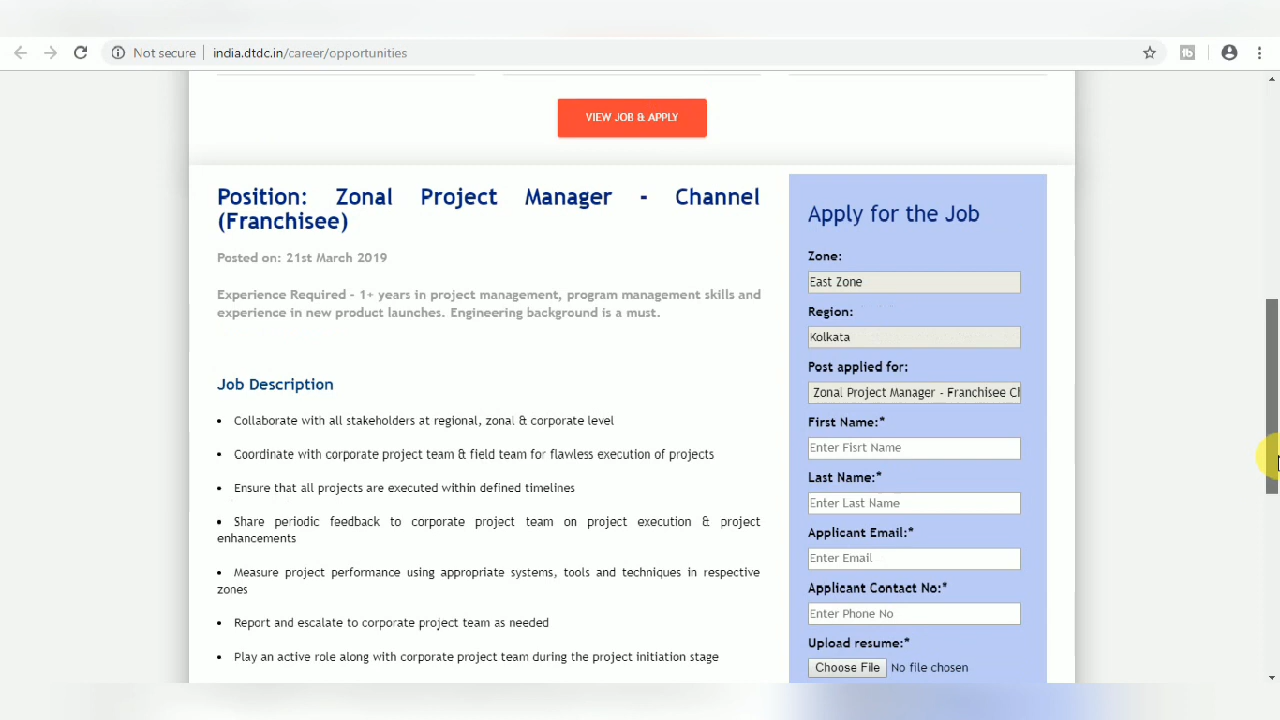 Not secure
india.dtdc.in/career/opportunities
VIEW JOB & APPLY
Position: Zonal Project Manager - Channel
(Franchisee)
Posted on: 21st March 2019
Experience Required - 1+ years in project management, program management skills and
experience in new product launches. Engineering background is a must.
Job Description
• Collaborate with all stakeholders at regional, zonal & corporate level
• Coordinate with corporate project team & field team for flawless execution of projects
• Ensure that all projects are executed within defined timelines
• Share periodic feedback to corporate project team on project execution & project
enhancements
• Measure project performance using appropriate systems, tools and techniques in respective
zones
• Report and escalate to corporate project team as needed
• Play an active role along with corporate project team during the project initiation stage
Apply for the Job
Zone:
East Zone
Region:
Kolkata
Post applied for:
Zonal Project Manager - Franchisee Ch
First Name:*
Enter Fisrt Name
Last Name:*
Enter Last Name
Applicant Email:*
Enter Email
Applicant Contact No:*
Enter Phone No
Upload resume:*
Choose File No file chosen